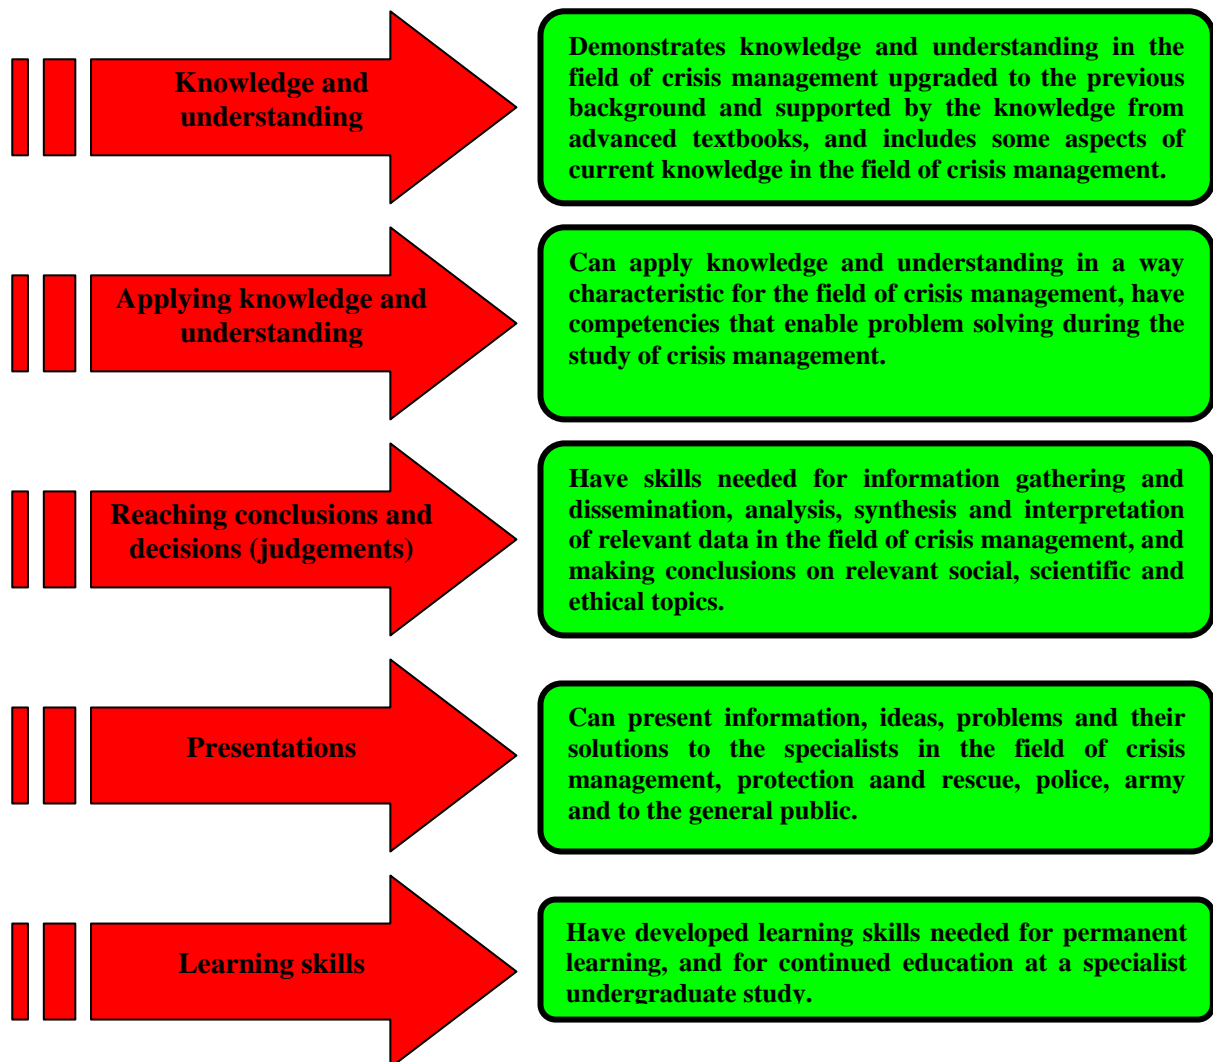 Knowledge and
understanding
Demonstrates knowledge and understanding in the
field of crisis management upgraded to the previous
background and supported by the knowledge from
advanced textbooks, and includes some aspects of
current knowledge in the field of crisis management.
Applying knowledge and
understanding
Can apply knowledge and understanding in a way
characteristic for the field of crisis management, have
competencies that enable problem solving during the
study of crisis management.
Reaching conclusions and
decisions (judgements)
Have skills needed for information gathering and
dissemination, analysis, synthesis and interpretation
of relevant data in the field of crisis management, and
making conclusions on relevant social, scientific and
ethical topics.
Presentations
Can present information, ideas, problems and their
solutions to the specialists in the field of crisis
management, protection aand rescue, police, army
and to the general public.
Learning skills
Have developed learning skills needed for permanent
learning, and for continued education at a specialist
undergraduate study.